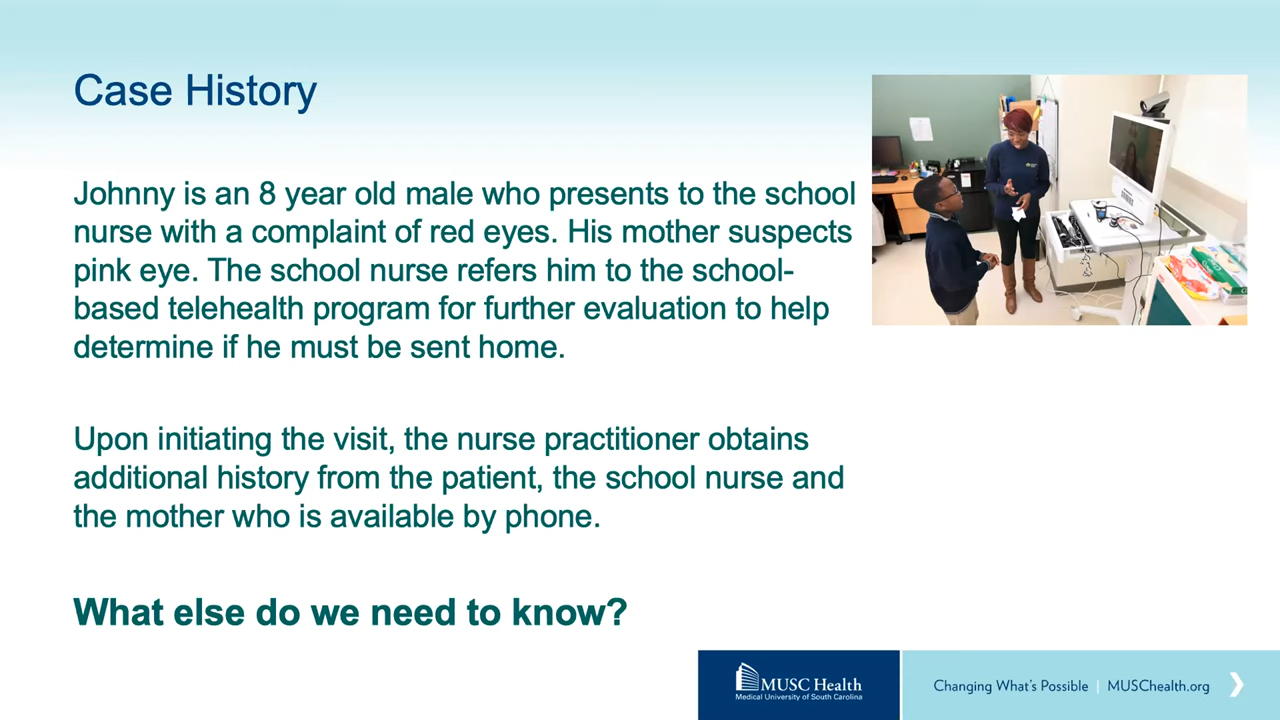 Case History
Johnny is an 8 year old male who presents to the school
nurse with a complaint of red eyes. His mother suspects
pink eye. The school nurse refers him to the school-
based telehealth program for further evaluation to help
determine if he must be sent home.
Upon initiating the visit, the nurse practitioner obtains
additional history from the patient, the school nurse and
the mother who is available by phone.
What else do we need to know?
MUSC Health
Medical University of South Carolina
Changing What's Possible | MUSChealth.org